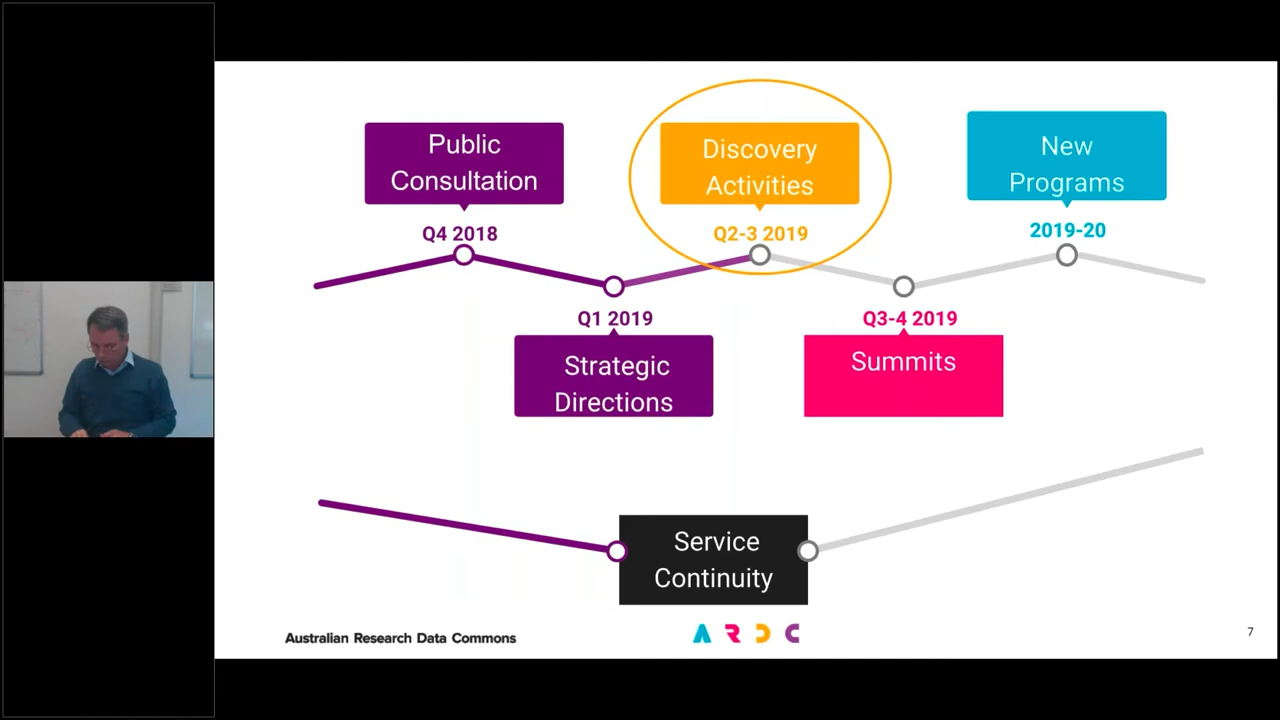 Public
Consultation
Q4 2018
Discovery
Activities
Q2-3 2019
New
Programs
2019-20
Q1 2019
Strategic
Directions
Q3-4 2019
Summits
Service
Continuity
Australian Research Data Commons
ARDC
7